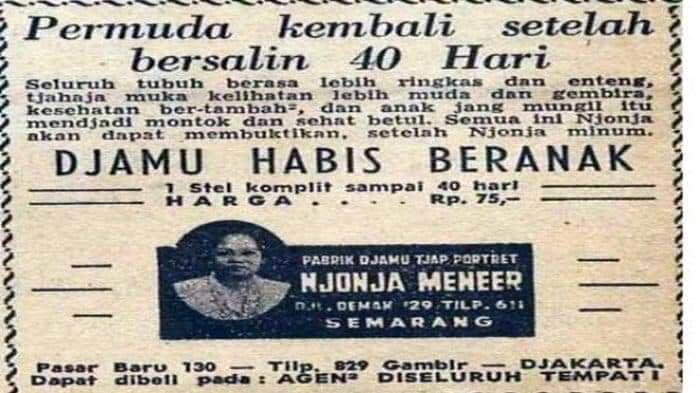 Permuda kembali setelah
bersalin 40 Hari
Seluruh tubuh berasa lebih ringkas dan enteng,
tjahaja muka kelihatan lebih muda dan gembira,
kesehatan ber-tambah², dan anak jang mungil itu
mendjadi montok dan sehat betul. Semua ini Njonja
akan dapat membuktikan, setelah Njonja minum.
DJAMU HABIS BERANAK
1 Stel komplit sampai 40 hari
HARGA . . . . Rp. 75,-
PABRIK DJAMU TJAP PORTRET
NJONJA MENEER
DEMAK 129, TILP.
SEMARANG
Pasar Baru 130 — Tilp. 829 Gambir — DJAKARTA.
Dapat dibeli pada : AGEN² DISELURUH TEMPAT!